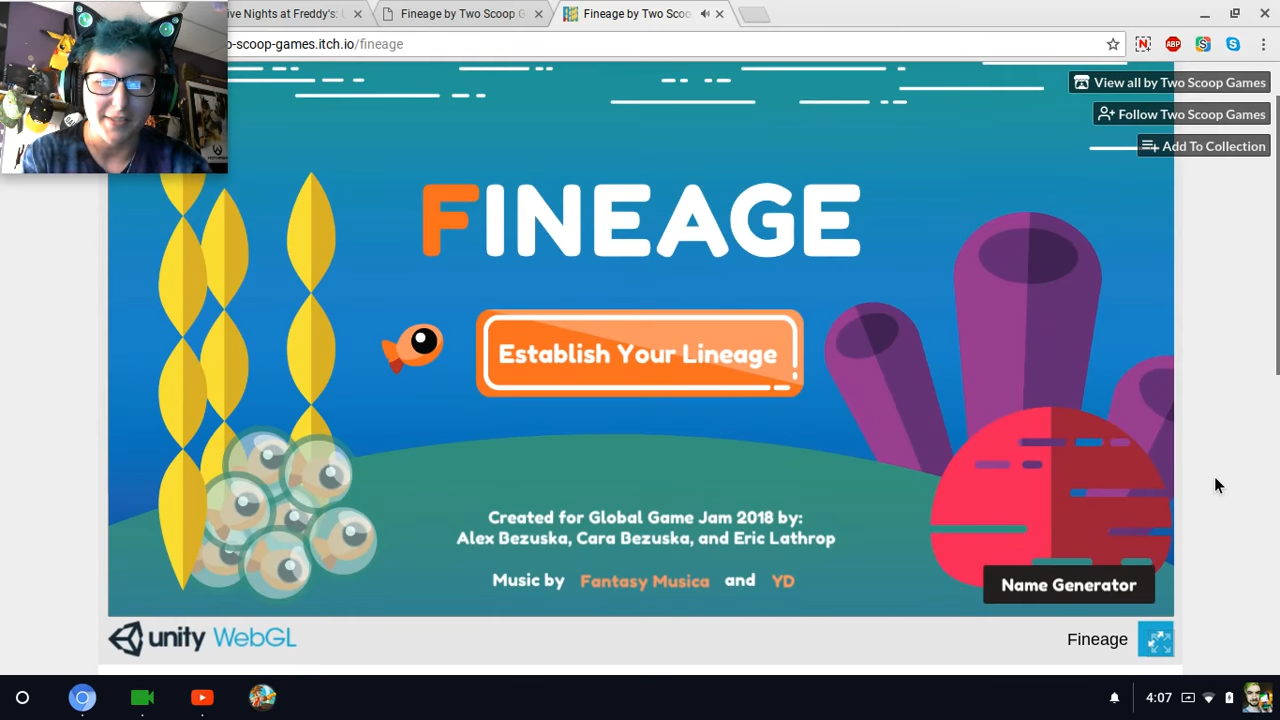 ive Nights at Freddy's: U
Fineage by Two Scoop G
Fineage by Two Scoo
o-scoop-games.itch.io/fineage
ABP
View all by Two Scoop Games
Follow Two Scoop Games
Add To Collection
FINEAGE
Establish Your Lineage
Created for Global Game Jam 2018 by:
Alex Bezuska, Cara Bezuska, and Eric Lathrop
Music by Fantasy Musica and YD
Name Generator
unity WebGL
Fineage
4:07